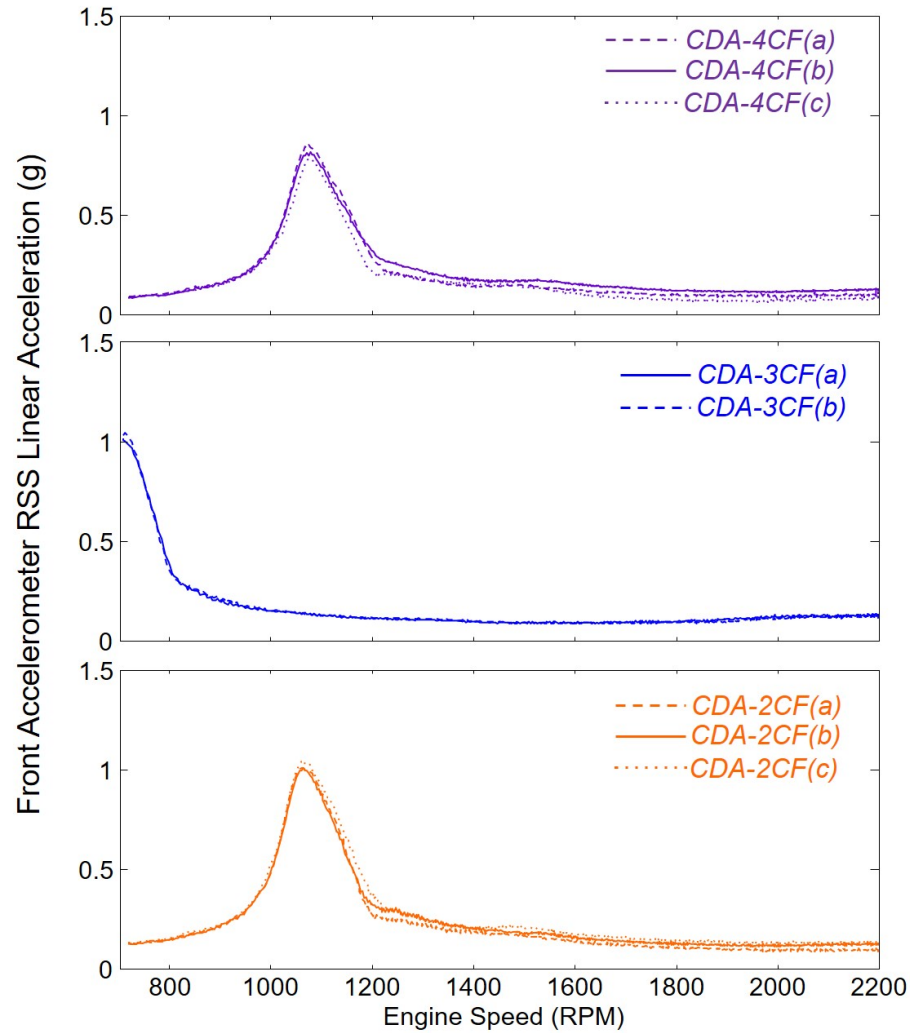 Front Accelerometer RSS Linear Acceleration (g)
1.5
1
0.5
0
CDA-4CF(a)
CDA-4CF(b)
CDA-4CF(c)
1.5
1
0.5
0
CDA-3CF(a)
CDA-3CF(b)
1.5
1
0.5
0
CDA-2CF(a)
CDA-2CF(b)
CDA-2CF(c)
800 1000 1200 1400 1600 1800 2000 2200
Engine Speed (RPM)